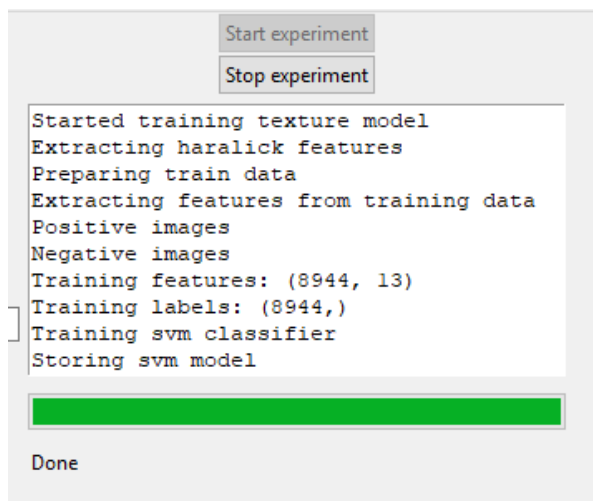 Start experiment
Stop experiment
Started training texture model
Extracting haralick features
Preparing train data
Extracting features from training data
Positive images
Negative images
Training features: (8944, 13)
Training labels: (8944,)
Training svm classifier
Storing svm model
Done